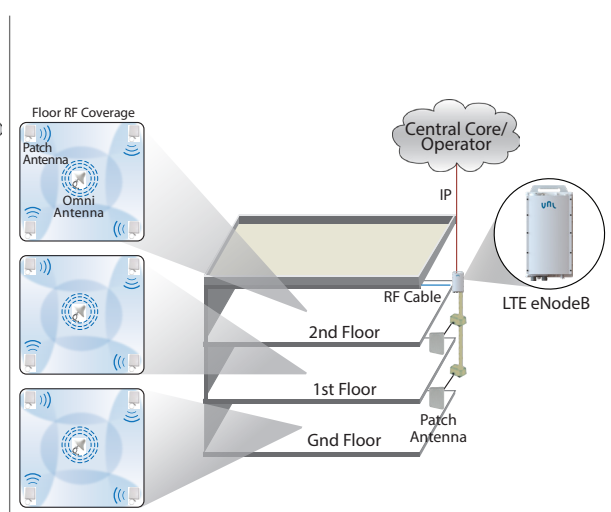 Floor RF Coverage
Patch
Antenna
Omni
Antenna
Central Core/
Operator
IP
UNL
LTE eNodeB
RF Cable
2nd Floor
1st Floor
Patch
Antenna
Gnd Floor